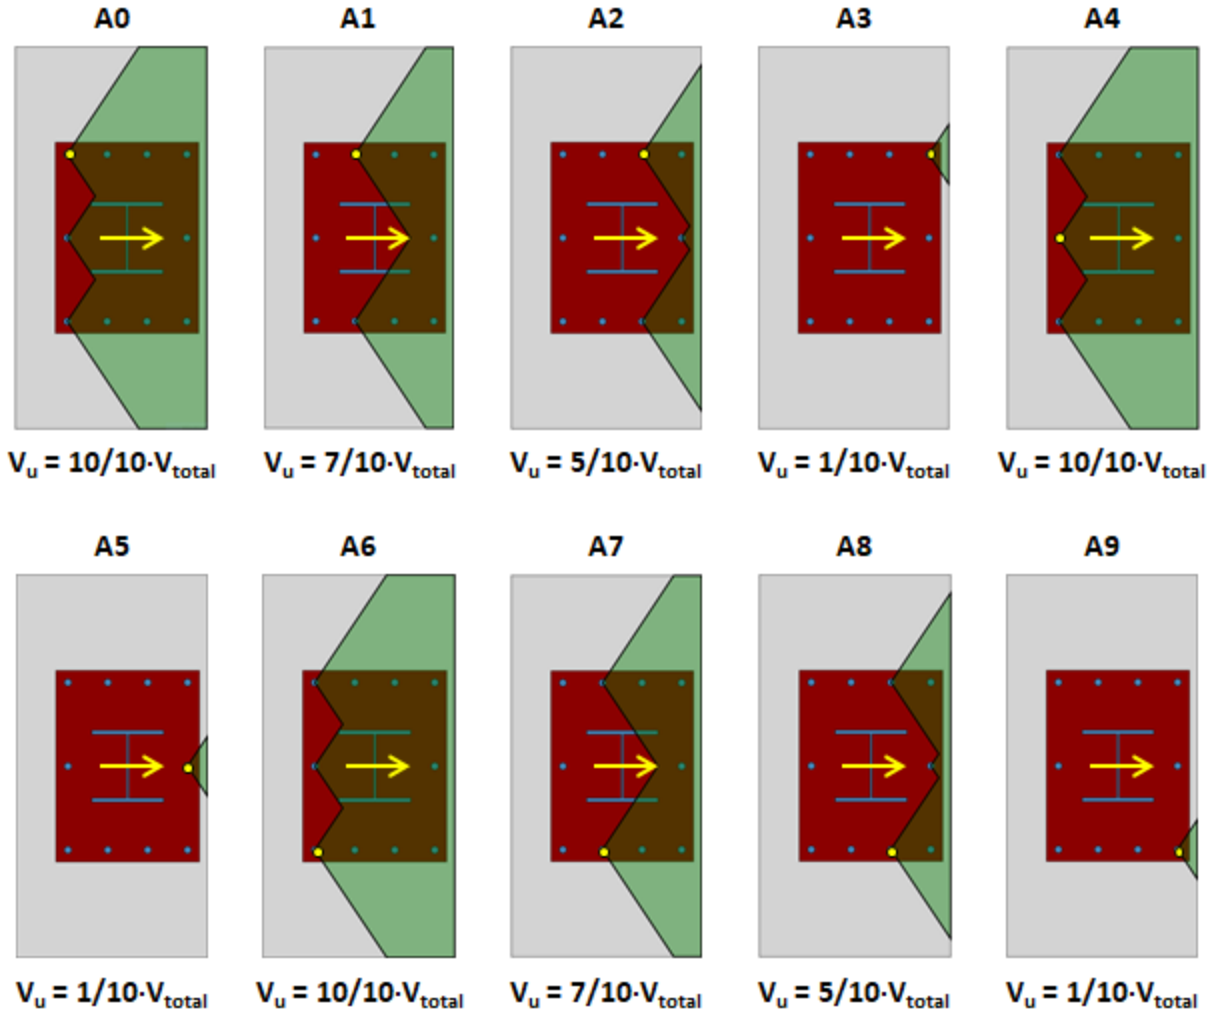 A0 A1 A2 A3 A4
Vu = 10/10·Vtotal Vu = 7/10·Vtotal Vu = 5/10·Vtotal Vu = 1/10·Vtotal Vu = 10/10·Vtotal
A5 A6 A7 A8 A9
Vu = 1/10·Vtotal Vu = 10/10·Vtotal Vu = 7/10·Vtotal Vu = 5/10·Vtotal Vu = 1/10·Vtotal